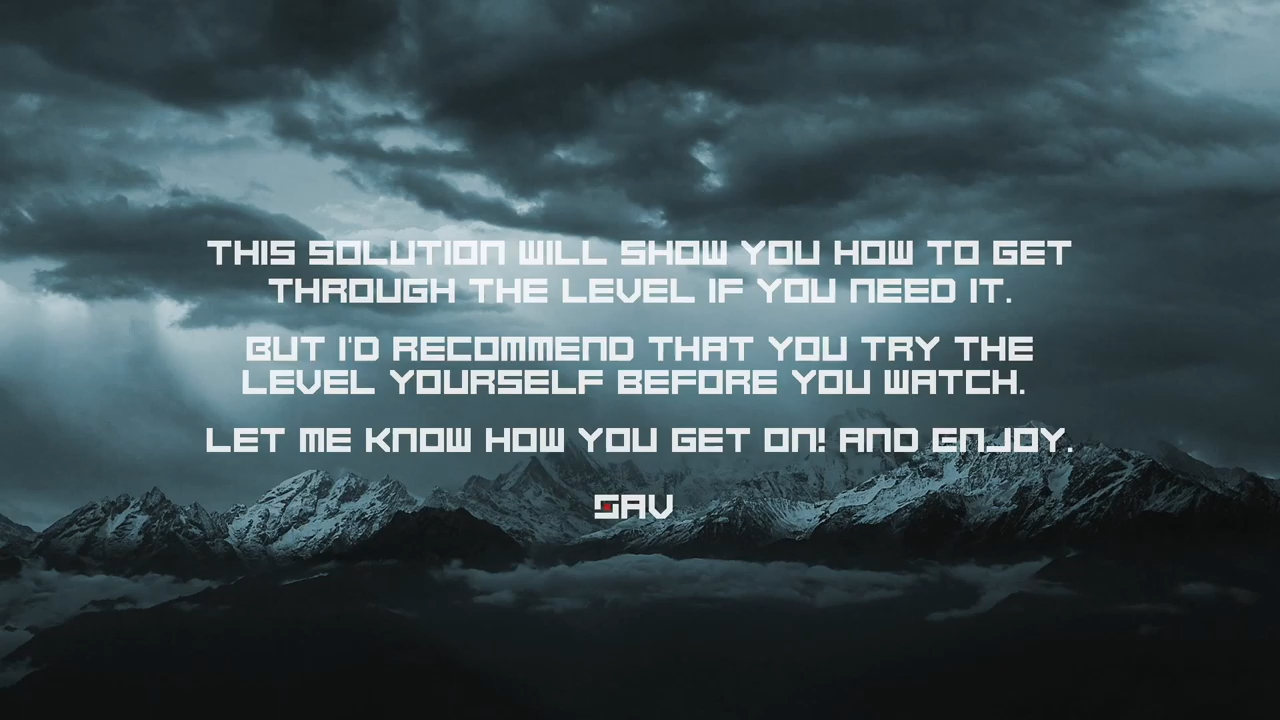 THIS SOLUTION WILL SHOW YOU HOW TO GET
THROUGH THE LEVEL IF YOU NEED IT.
BUT I'D RECOMMEND THAT YOU TRY THE
LEVEL YOURSELF BEFORE YOU WATCH.
LET ME KNOW HOW YOU GET ON! AND ENJOY.
SAV